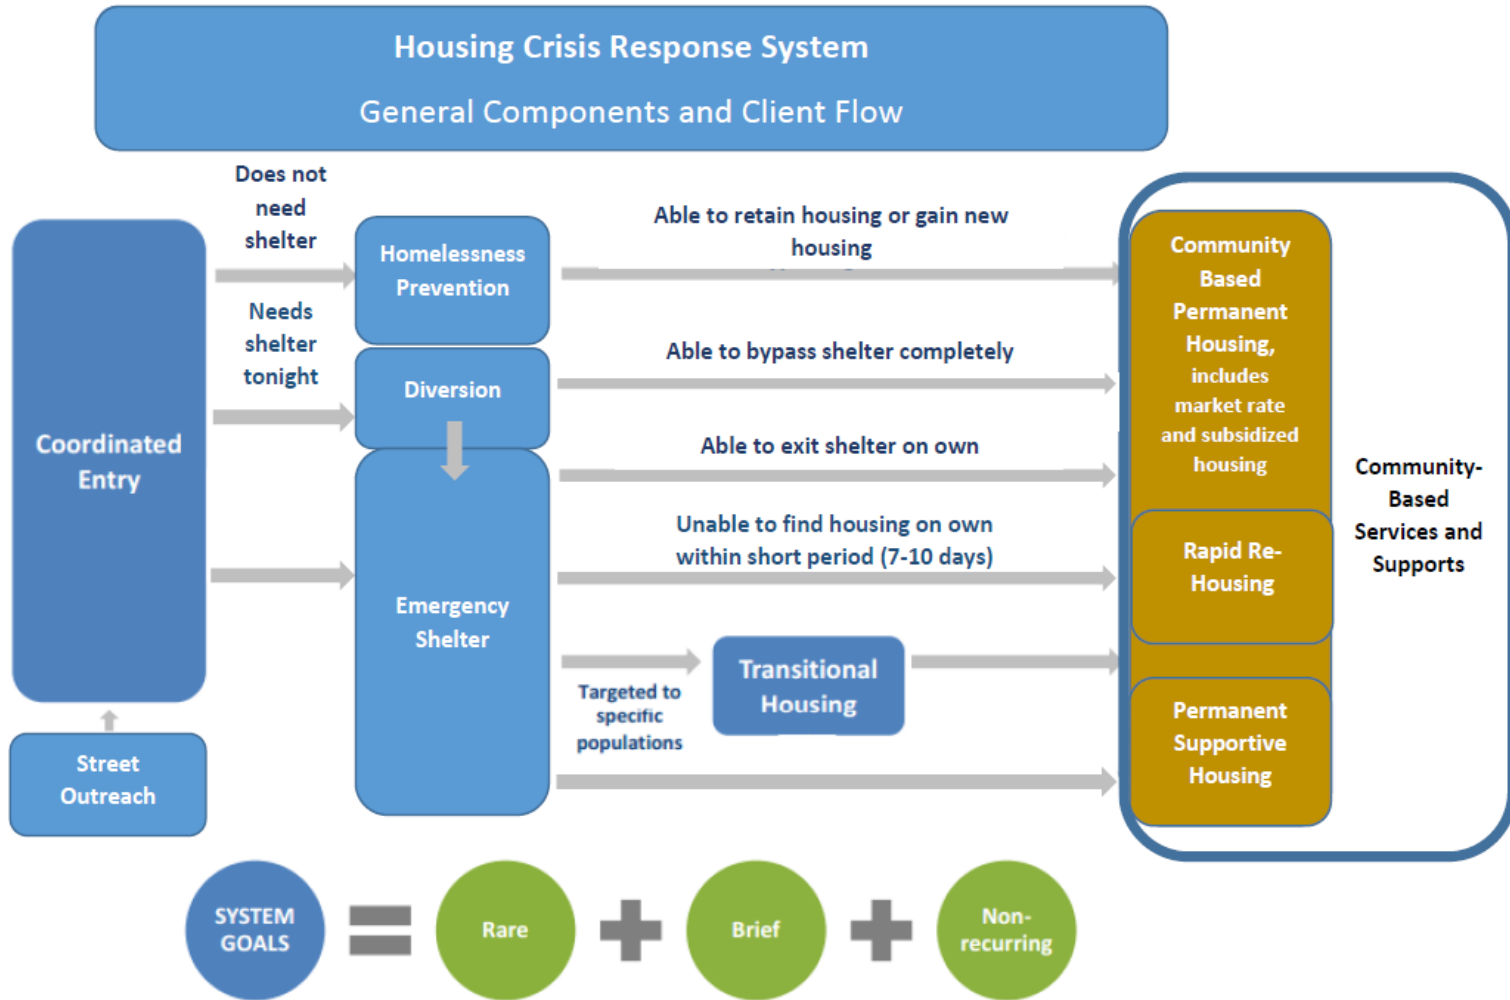 Housing Crisis Response System
General Components and Client Flow
Does not
need
shelter
Needs
shelter
tonight
Coordinated
Entry
Street
Outreach
Homelessness
Prevention
Diversion
Emergency
Shelter
Able to retain housing or gain new
housing
Able to bypass shelter completely
Able to exit shelter on own
Unable to find housing on own
within short period (7-10 days)
Targeted to
specific
populations
Transitional
Housing
Community
Based
Permanent
Housing,
includes
market rate
and subsidized
housing
Rapid Re-
Housing
Permanent
Supportive
Housing
Community-
Based
Services and
Supports
SYSTEM
GOALS
=
Rare
+
Brief
+
Non-
recurring